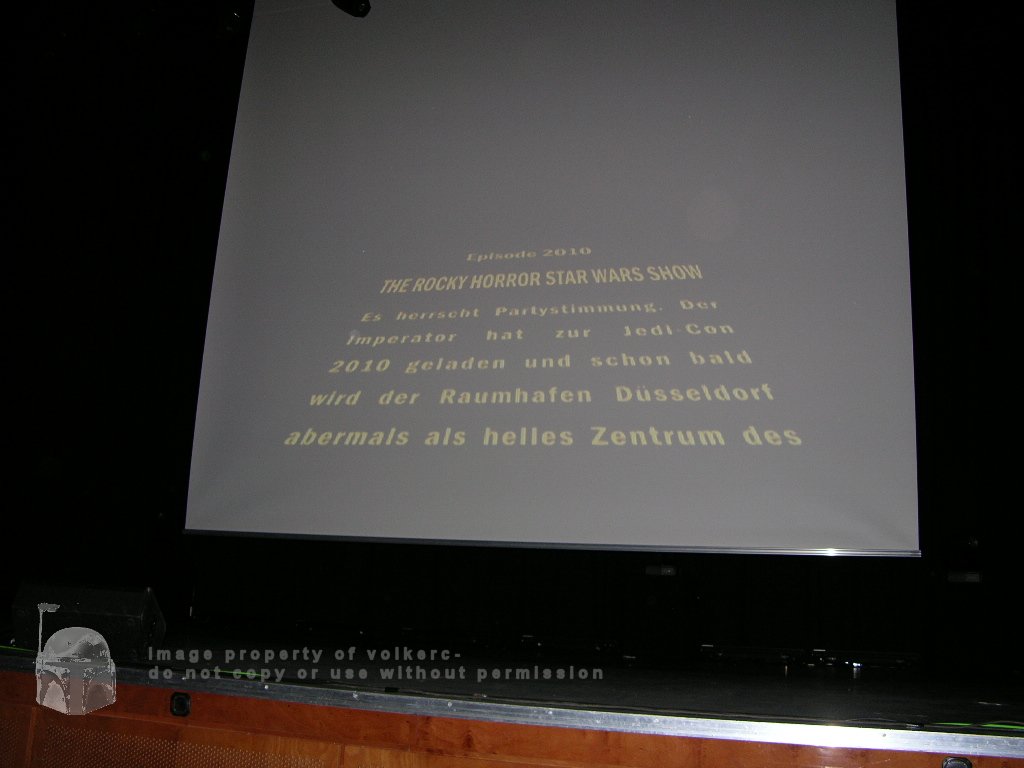 Episode 2010
THE ROCKY HORROR STAR WARS SHOW
Es herrscht Partystimmung. Der
Imperator hat zur Jedi-Con
2010 geladen und schon bald
wird der Raumhafen Düsseldorf
abermals als helles Zentrum des
Image property of volkerc-
do not copy or use without permission